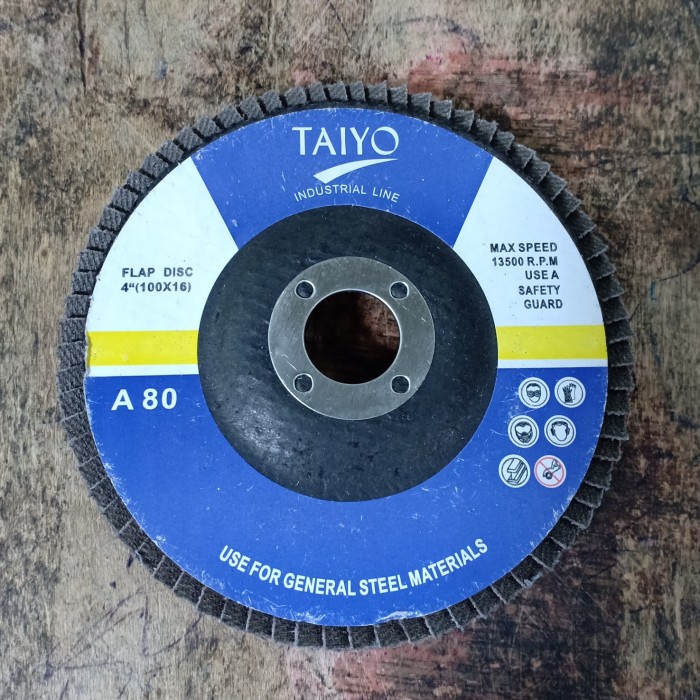 TAIYO
INDUSTRIAL LINE
FLAP DISC
4"(100X16)
MAX SPEED
13500 R.P.M
USE A
SAFETY
GUARD
A 80
USE FOR GENERAL STEEL MATERIALS